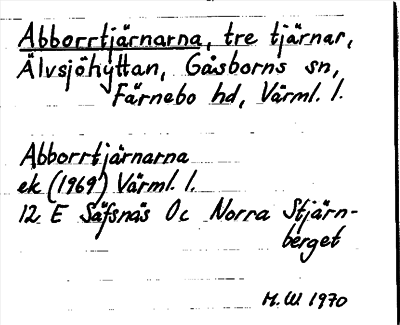 Abborrtjärnarna, tre tjärnar,
Älvsjöhyttan, Gåsborns sn,
Färnebo hd, Värml. l.
Abborrtjärnarna
ek (1969) Värml. l.
12 E Säfsnäs Oc Norra Stjärn-
berget
M.W. 1970